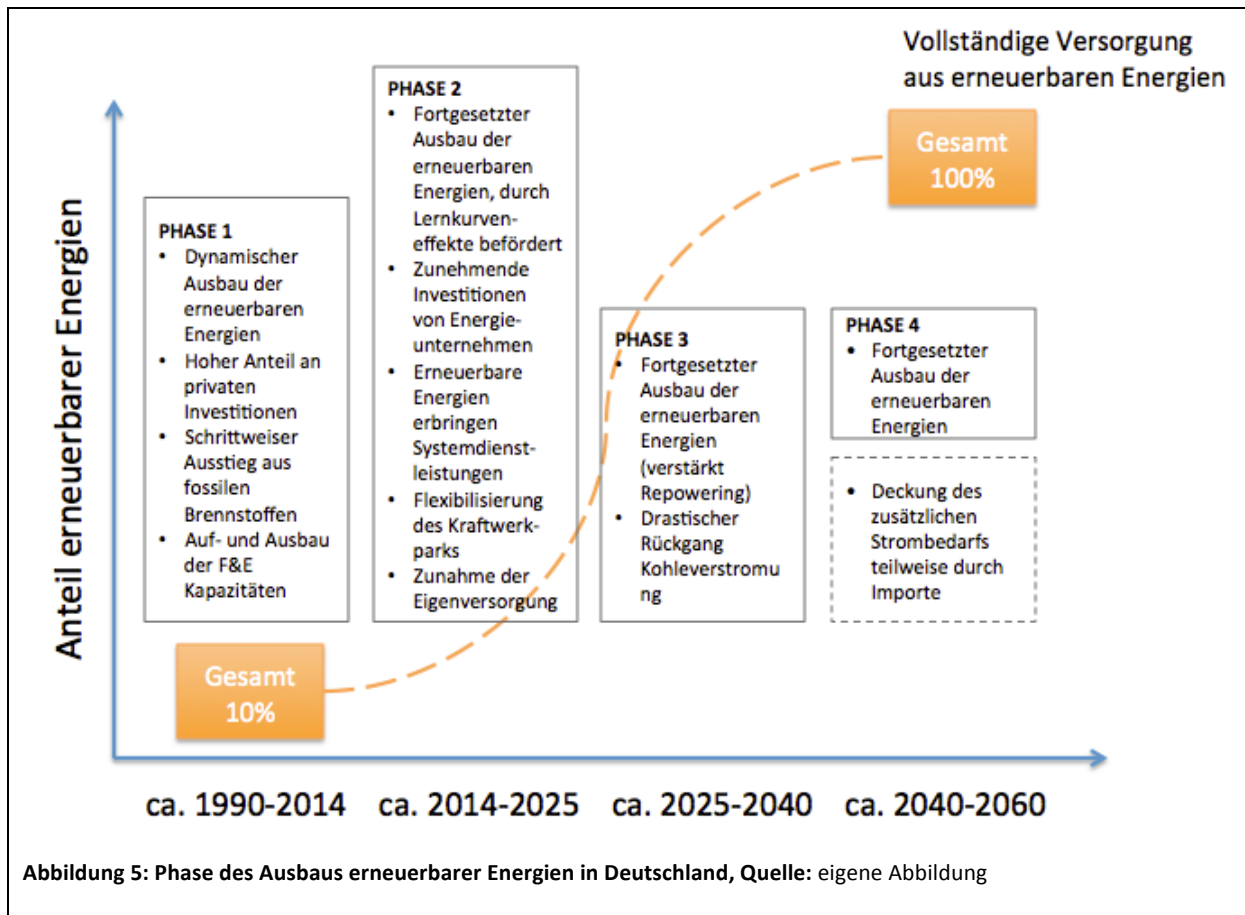 Vollständige Versorgung
aus erneuerbaren Energien
Gesamt
100%
Anteil erneuerbarer Energien
PHASE 1
• Dynamischer
Ausbau der
erneuerbaren
Energien
• Hoher Anteil an
privaten
Investitionen
• Schrittweiser
Ausstieg aus
fossilen
Brennstoffen
• Auf- und Ausbau
der F&E
Kapazitäten
PHASE 2
• Fortgesetzter
Ausbau der
erneuerbaren
Energien, durch
Lernkurven-
effekte befördert
• Zunehmende
Investitionen
von Energie-
unternehmen
• Erneuerbare
Energien
erbringen
Systemdienst-
leistungen
• Flexibilisierung
des Kraftwerk-
parks
• Zunahme der
Eigenversorgung
PHASE 3
• Fortgesetzter
Ausbau der
erneuerbaren
Energien
(verstärkt
Repowering)
• Drastischer
Rückgang
Kohleverstromu
ng
PHASE 4
• Fortgesetzter
Ausbau der
erneuerbaren
Energien
• Deckung des
zusätzlichen
Strombedarfs
teilweise durch
Importe
Gesamt
10%
ca. 1990-2014
ca. 2014-2025
ca. 2025-2040
ca. 2040-2060
Abbildung 5: Phase des Ausbaus erneuerbarer Energien in Deutschland, Quelle: eigene Abbildung